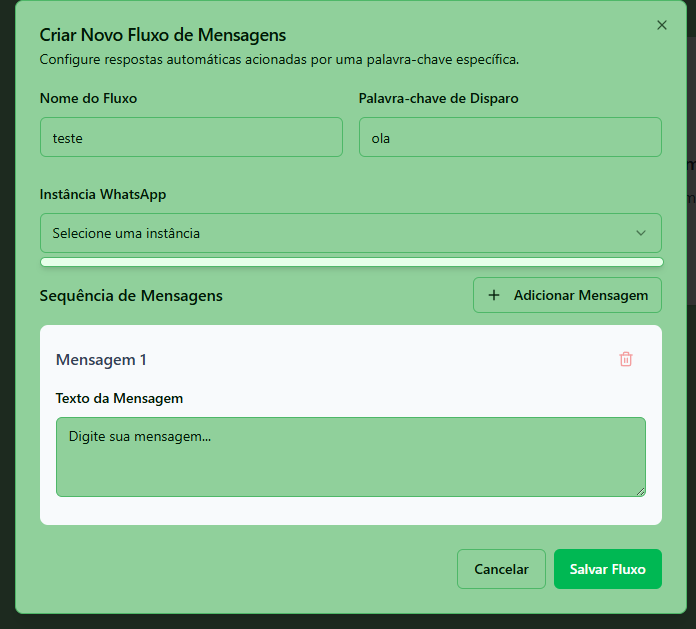 Criar Novo Fluxo de Mensagens
Configure respostas automáticas acionadas por uma palavra-chave específica.
Nome do Fluxo
Palavra-chave de Disparo
teste
ola
Instância WhatsApp
Selecione uma instância
Sequência de Mensagens
Adicionar Mensagem
Mensagem 1
Texto da Mensagem
Digite sua mensagem...
Cancelar
Salvar Fluxo